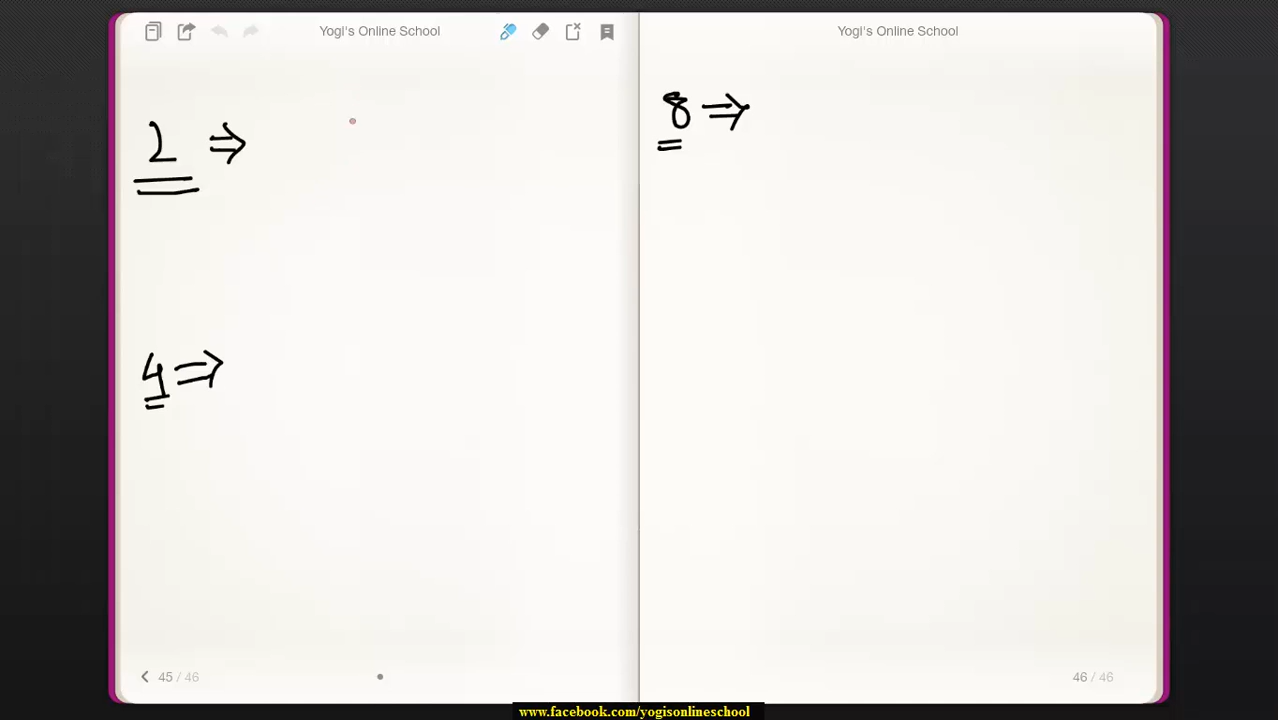 Yogi's Online School
2 ⇒
4 ⇒
45 / 46
Yogi's Online School
8 ⇒
46 / 46
www.facebook.com/yogisonlineschool